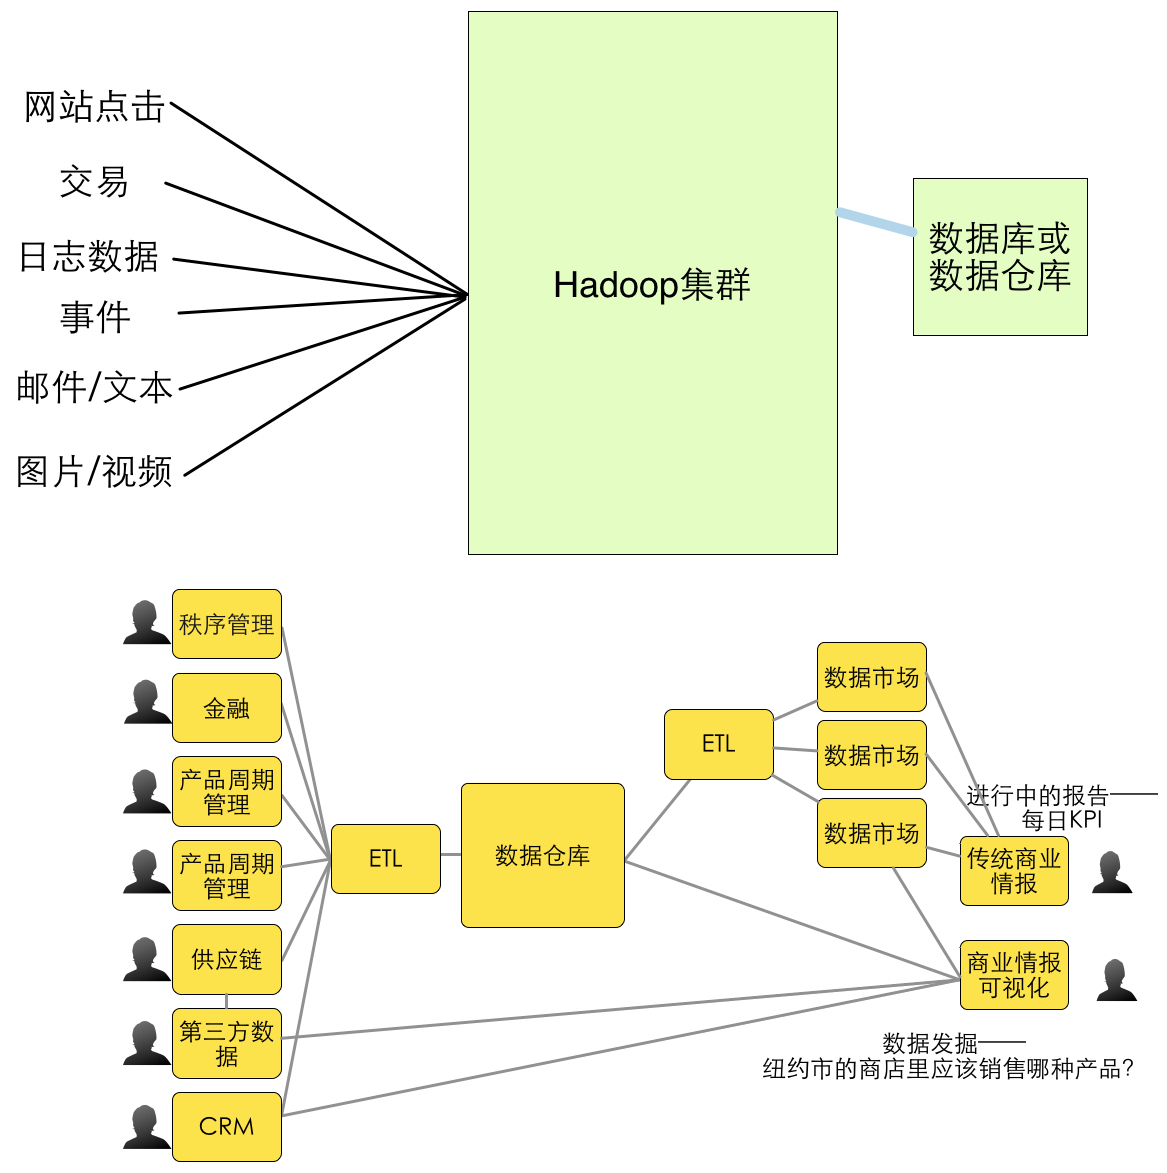 网站点击
交易
日志数据
事件
邮件/文本
图片/视频
Hadoop集群
数据库或
数据仓库
秩序管理
金融
产品周期
管理
产品周期
管理
供应链
第三方数
据
CRM
ETL
数据仓库
ETL
数据市场
数据市场
数据市场
进行中的报告——
每日KPI
传统商业
情报
商业情报
可视化
数据发掘——
纽约市的商店里应该销售哪种产品?